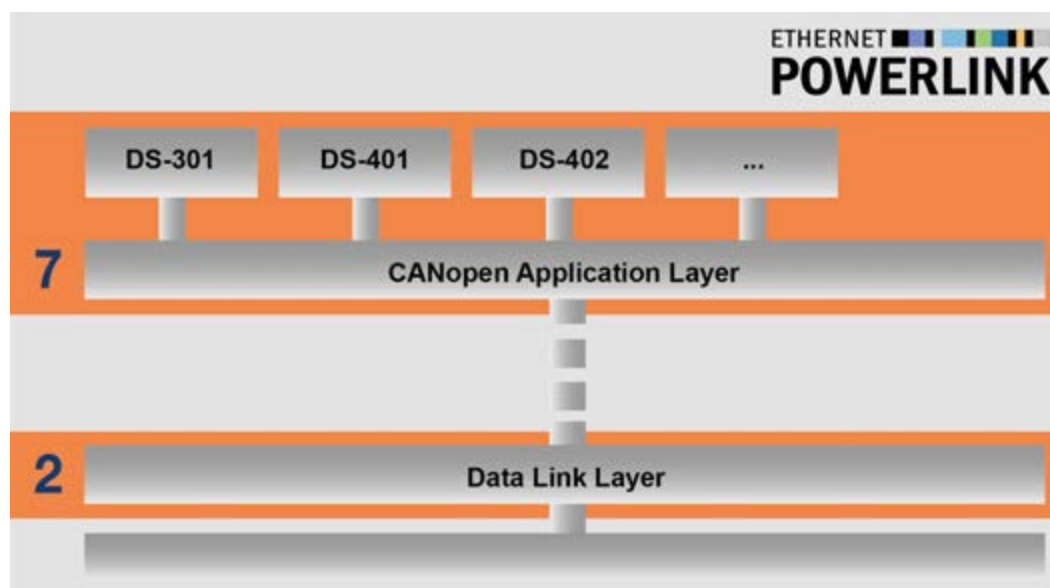 ETHERNET
POWERLINK
DS-301
DS-401
DS-402
...
7
CANopen Application Layer
2
Data Link Layer